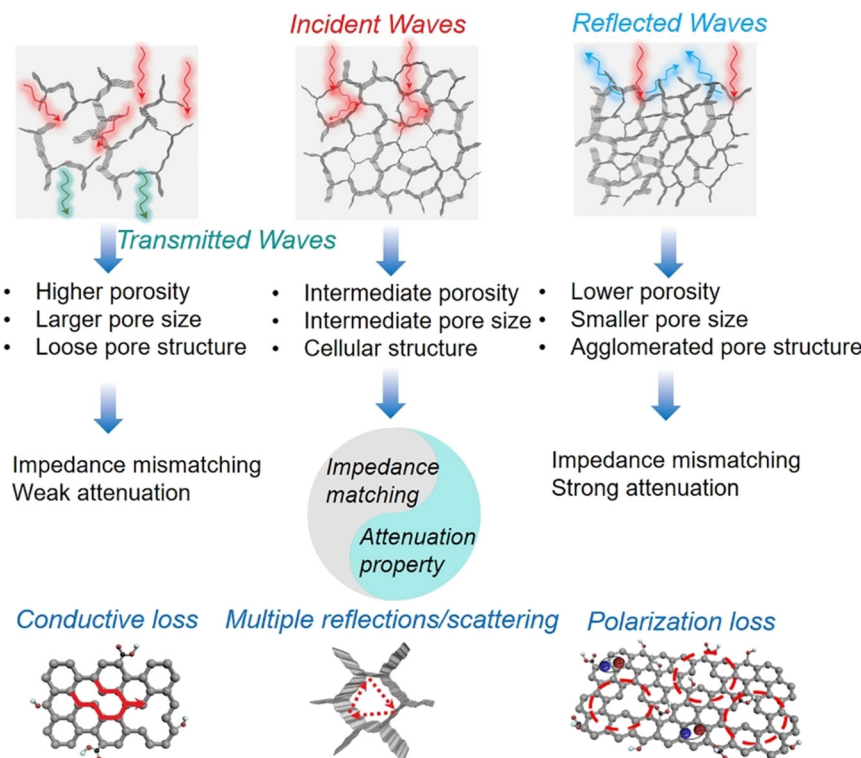 Incident Waves
Reflected Waves
Transmitted Waves
• Higher porosity
• Larger pore size
• Loose pore structure
• Intermediate porosity
• Intermediate pore size
• Cellular structure
• Lower porosity
• Smaller pore size
• Agglomerated pore structure
Impedance mismatching
Weak attenuation
Impedance
matching
Attenuation
property
Impedance mismatching
Strong attenuation
Conductive loss
Multiple reflections/scattering
Polarization loss